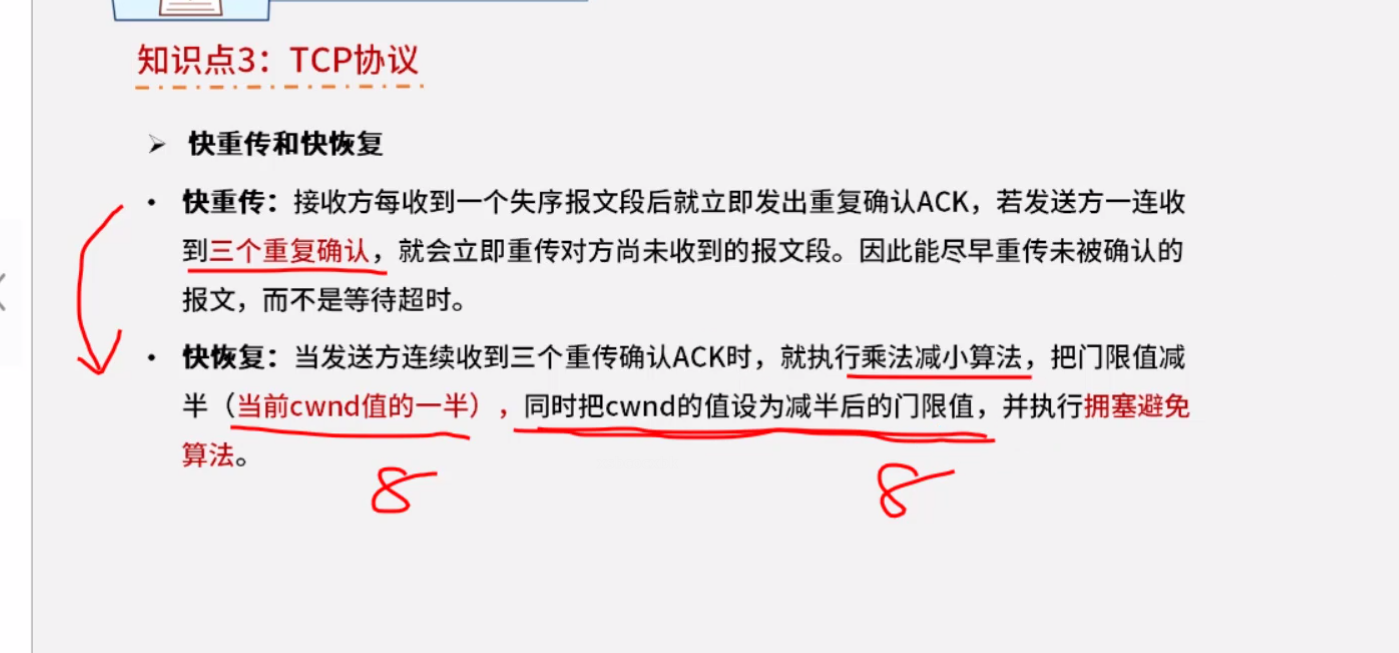 知识点3：TCP协议
➢ 快重传和快恢复
• 快重传：接收方每收到一个失序报文段后就立即发出重复确认ACK，若发送方一连收
到三个重复确认，就会立即重传对方尚未收到的报文段。因此能尽早重传未被确认的
报文，而不是等待超时。
• 快恢复：当发送方连续收到三个重传确认ACK时，就执行乘法减小算法，把门限值减
半（当前cwnd值的一半），同时把cwnd的值设为减半后的门限值，并执行拥塞避免
算法。
8 8